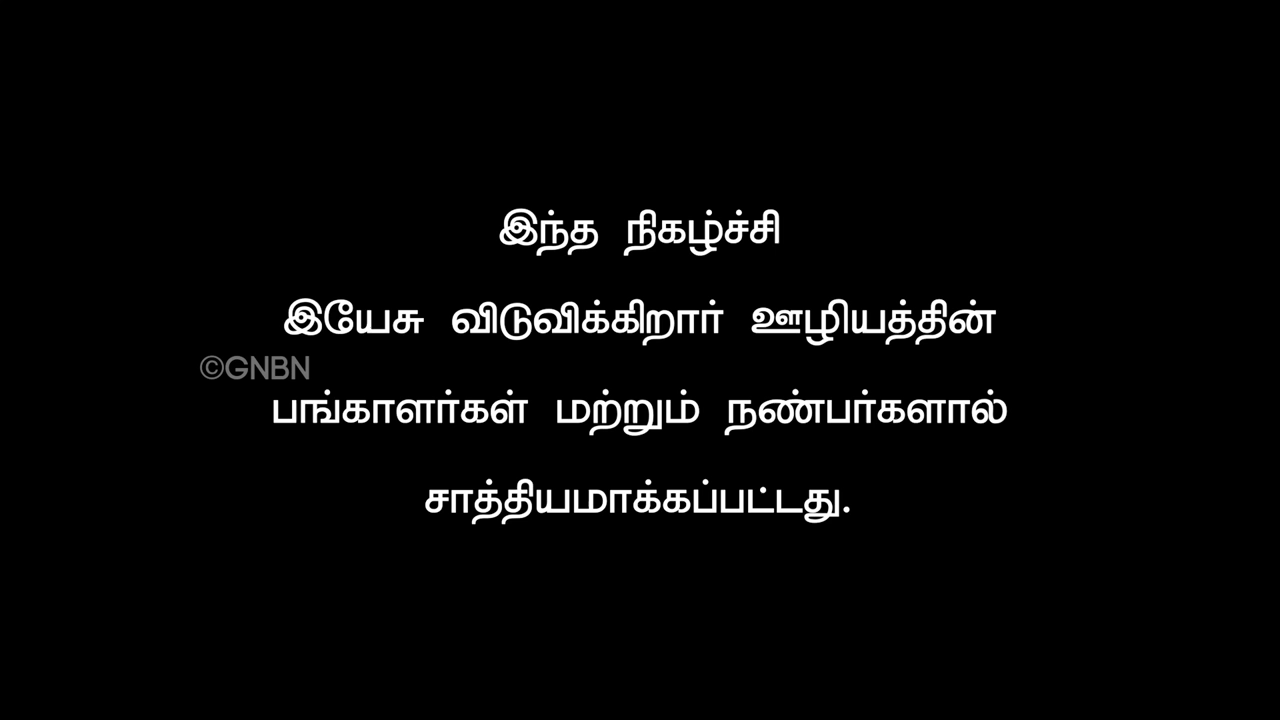 இந்த நிகழ்ச்சி
இயேசு விடுவிக்கிறார் ஊழியத்தின்
©GNBN
பங்காளர்கள் மற்றும் நண்பர்களால்
சாத்தியமாக்கப்பட்டது.